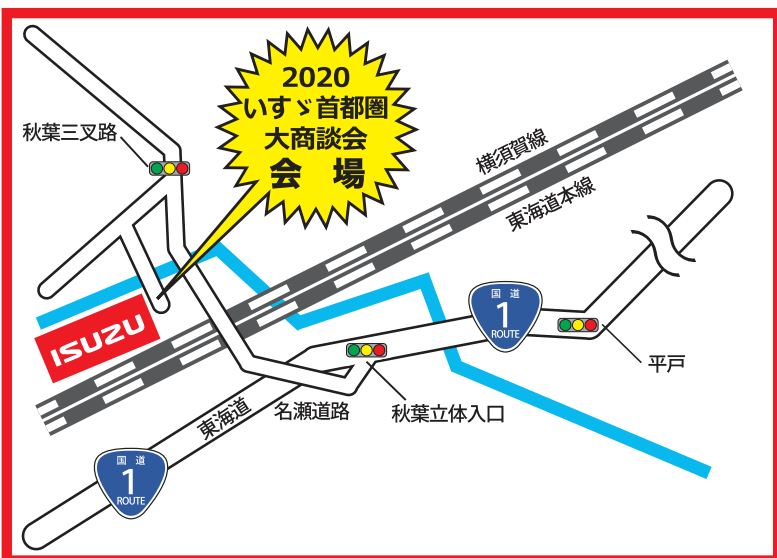 2020
いすゞ首都圏
大商談会
会　場
秋葉三叉路
横須賀線
東海道本線
国　道
1
ROUTE
平戸
ISUZU
東海道
名瀬道路
秋葉立体入口
国　道
1
ROUTE